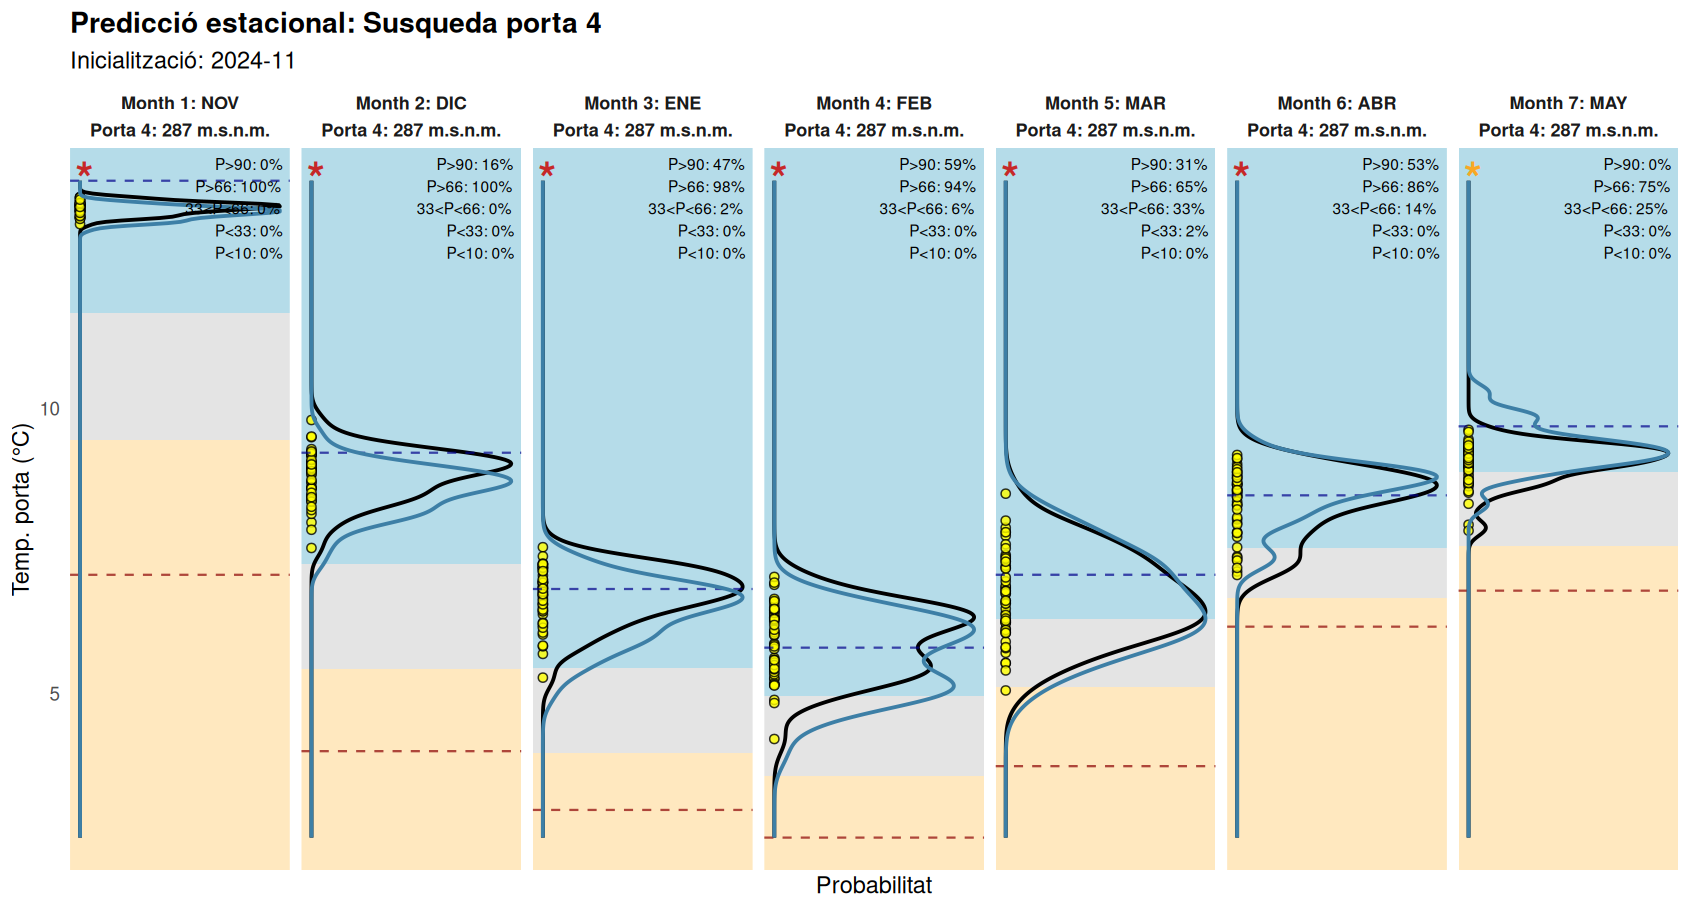 Predicció estacional: Susqueda porta 4
Inicialització: 2024-11
Month 1: NOV
Porta 4: 287 m.s.n.m.
Month 2: DIC
Porta 4: 287 m.s.n.m.
Month 3: ENE
Porta 4: 287 m.s.n.m.
Month 4: FEB
Porta 4: 287 m.s.n.m.
Month 5: MAR
Porta 4: 287 m.s.n.m.
Month 6: ABR
Porta 4: 287 m.s.n.m.
Month 7: MAY
Porta 4: 287 m.s.n.m.
*
P>90: 0%
P>66: 100%
33<P<66: 0%
P<33: 0%
P<10: 0%
*
P>90: 16%
P>66: 100%
33<P<66: 0%
P<33: 0%
P<10: 0%
*
P>90: 47%
P>66: 98%
33<P<66: 2%
P<33: 0%
P<10: 0%
*
P>90: 59%
P>66: 94%
33<P<66: 6%
P<33: 0%
P<10: 0%
*
P>90: 31%
P>66: 65%
33<P<66: 33%
P<33: 2%
P<10: 0%
*
P>90: 53%
P>66: 86%
33<P<66: 14%
P<33: 0%
P<10: 0%
*
P>90: 0%
P>66: 75%
33<P<66: 25%
P<33: 0%
P<10: 0%
10
5
Temp. porta (°C)
Probabilitat